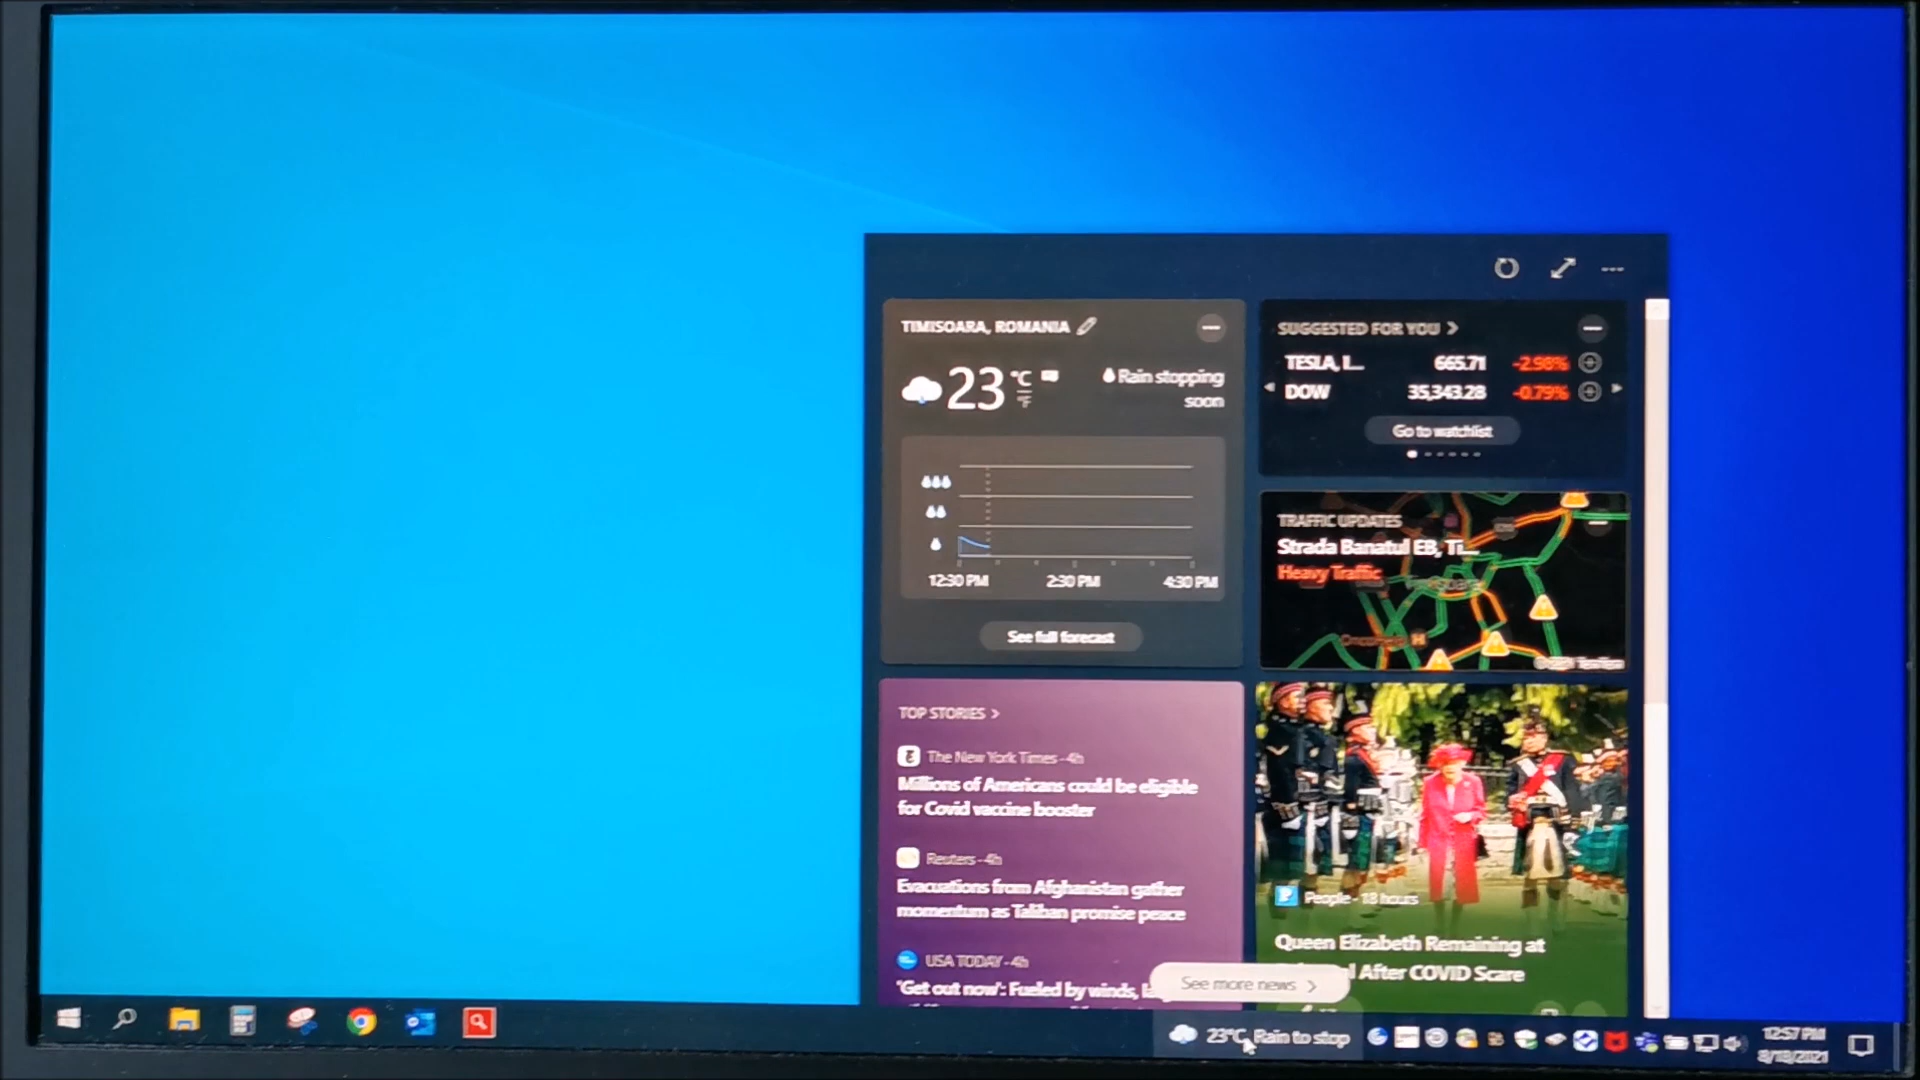 TIMISOARA, ROMANIA
23 °C
°F
Rain stopping
soon
12:30 PM 2:30 PM 4:30 PM
See full forecast
SUGGESTED FOR YOU >
TESLA, I... 665.71 -2.98%
DOW 35,343.28 -0.79%
Go to watchlist
TRAFFIC UPDATES
Strada Banatul EB, Ti...
Heavy Traffic
TOP STORIES >
The New York Times - 4h
Millions of Americans could be eligible
for Covid vaccine booster
Reuters - 4h
Evacuations from Afghanistan gather
momentum as Taliban promise peace
USA TODAY - 4h
'Get out now': Fueled by winds,
People - 18 hours
Queen Elizabeth Remaining at
After COVID Scare
See more news >
23°C Rain to stop
12:57 PM
8/18/2021